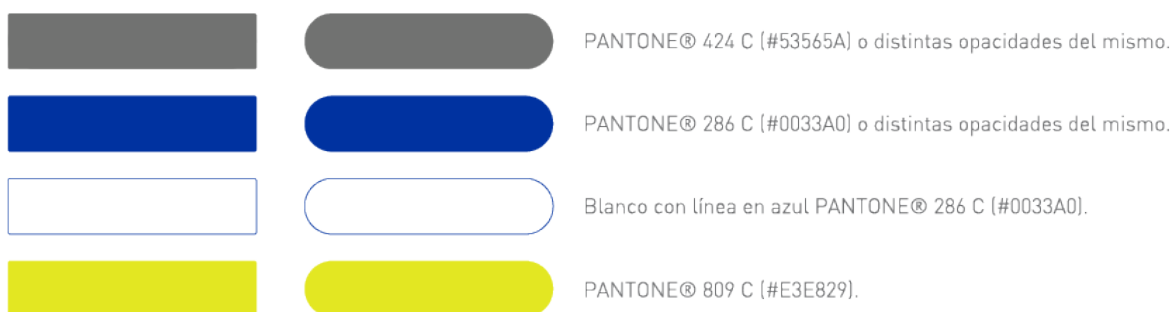 PANTONE® 424 C (#53565A) o distintas opacidades del mismo.
PANTONE® 286 C (#0033A0) o distintas opacidades del mismo.
Blanco con línea en azul PANTONE® 286 C (#0033A0).
PANTONE® 809 C (#E3E829).